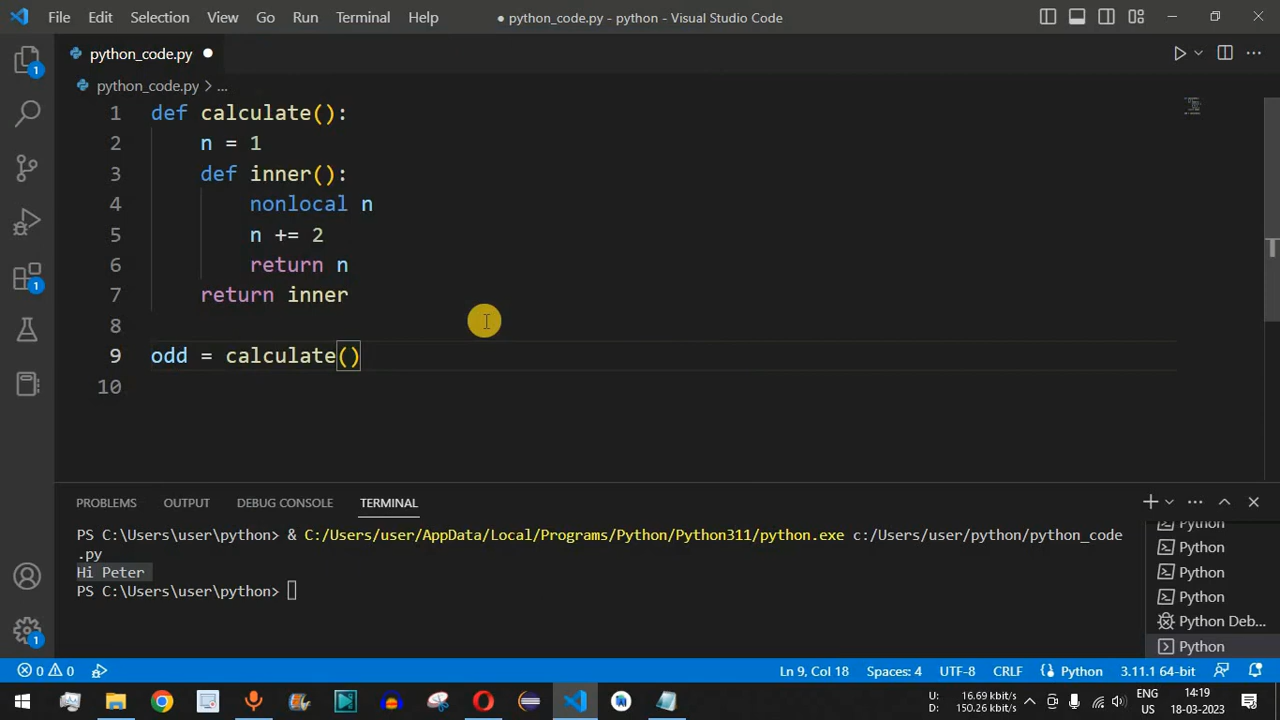 File Edit Selection View Go Run Terminal Help ● python_code.py - python - Visual Studio Code
python_code.py ●
python_code.py > ...
1 def calculate():
2 n = 1
3 def inner():
4 nonlocal n
5 n += 2
6 return n
7 return inner
8
9 odd = calculate()
10
PROBLEMS OUTPUT DEBUG CONSOLE TERMINAL
PS C:\Users\user\python> & C:/Users/user/AppData/Local/Programs/Python/Python311/python.exe c:/Users/user/python/python_code
.py
Hi Peter
PS C:\Users\user\python>
Python
Python
Python
Python
Python Deb...
Python
1
1
1
0 0 Ln 9, Col 18 Spaces: 4 UTF-8 CRLF Python 3.11.1 64-bit
U: 16.69 kbit/s
D: 150.26 kbit/s
ENG
US
14:19
18-03-2023